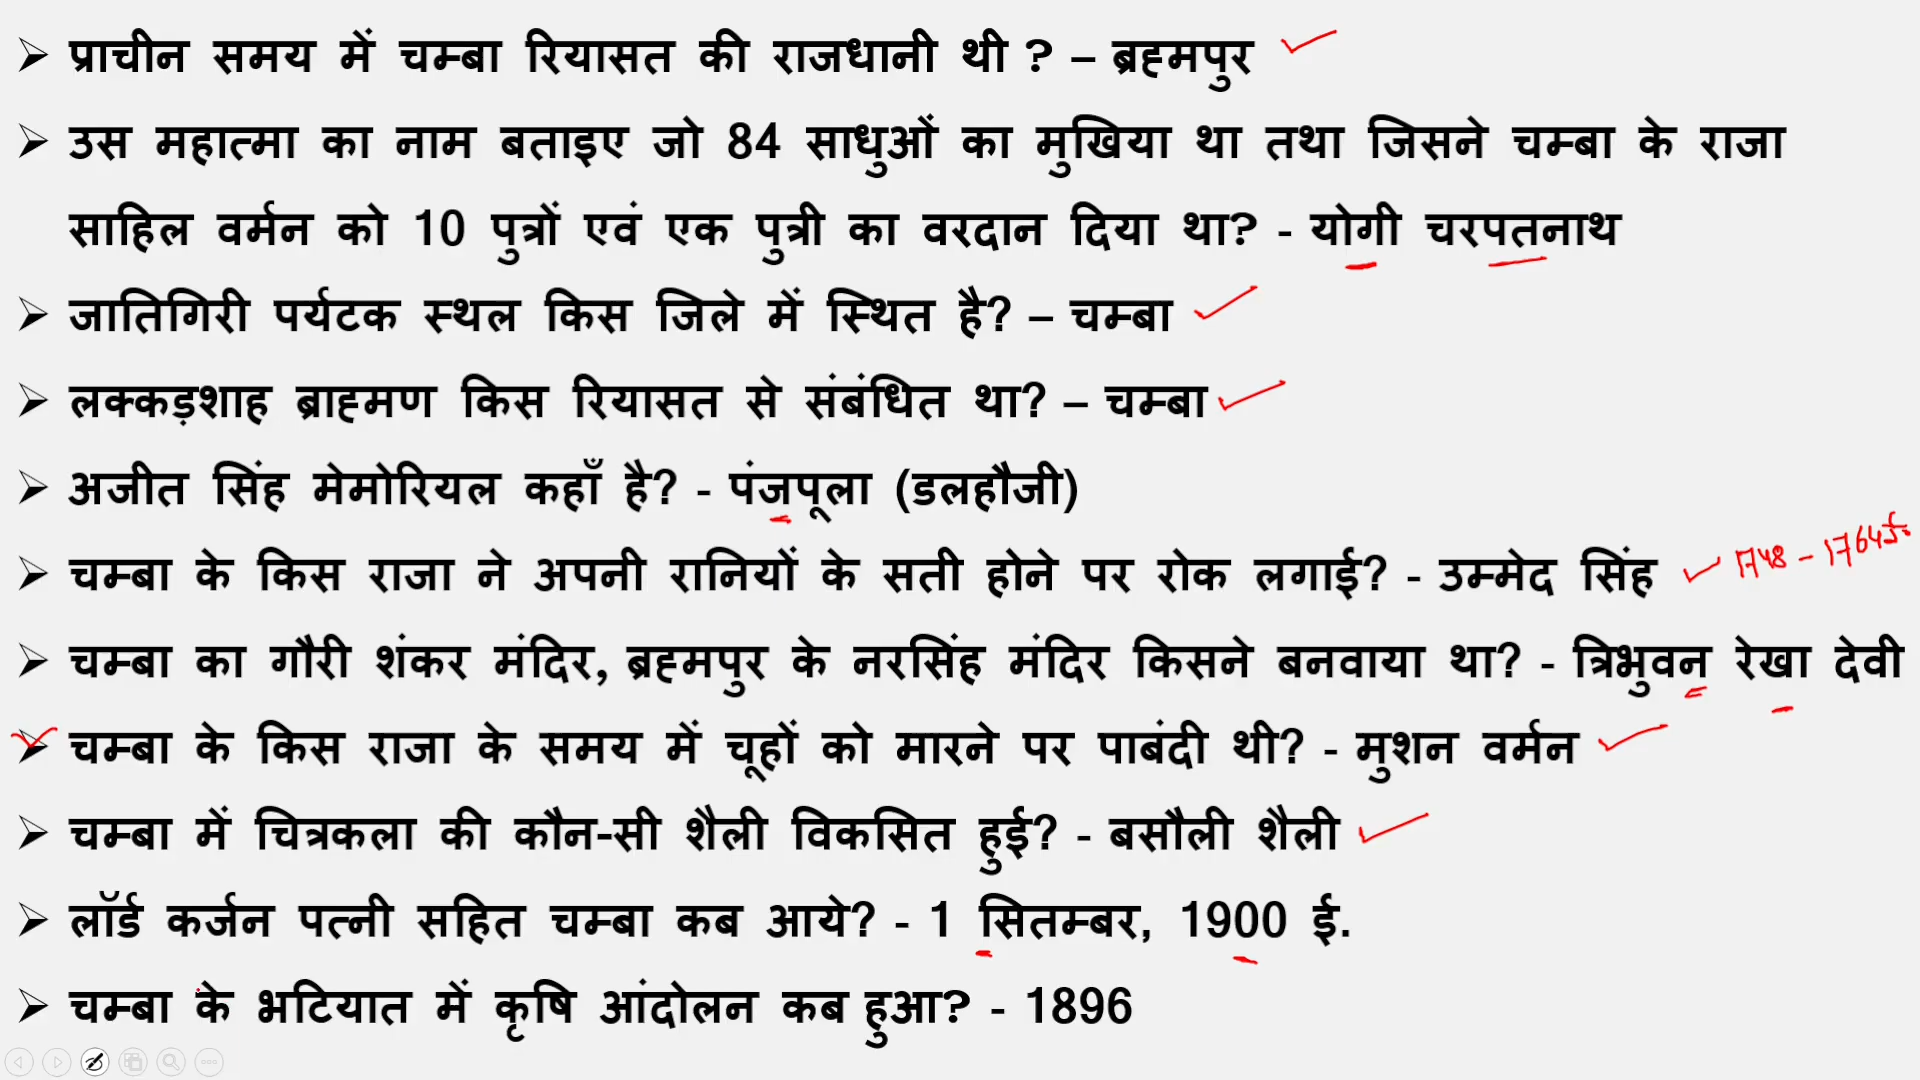 ➢ प्राचीन समय में चम्बा रियासत की राजधानी थी ? – ब्रह्मपुर
➢ उस महात्मा का नाम बताइए जो 84 साधुओं का मुखिया था तथा जिसने चम्बा के राजा
साहिल वर्मन को 10 पुत्रों एवं एक पुत्री का वरदान दिया था? - योगी चरपतनाथ
➢ जातिगिरी पर्यटक स्थल किस जिले में स्थित है? – चम्बा
➢ लक्कड़शाह ब्राह्मण किस रियासत से संबंधित था? – चम्बा
➢ अजीत सिंह मेमोरियल कहाँ है? - पंजपूला (डलहौजी)
➢ चम्बा के किस राजा ने अपनी रानियों के सती होने पर रोक लगाई? - उम्मेद सिंह 1748 – 1764 ई.
➢ चम्बा का गौरी शंकर मंदिर, ब्रह्मपुर के नरसिंह मंदिर किसने बनवाया था? - त्रिभुवन रेखा देवी
➢ चम्बा के किस राजा के समय में चूहों को मारने पर पाबंदी थी? - मुशन वर्मन
➢ चम्बा में चित्रकला की कौन-सी शैली विकसित हुई? - बसौली शैली
➢ लॉर्ड कर्जन पत्नी सहित चम्बा कब आये? - 1 सितम्बर, 1900 ई.
➢ चम्बा के भटियात में कृषि आंदोलन कब हुआ? - 1896